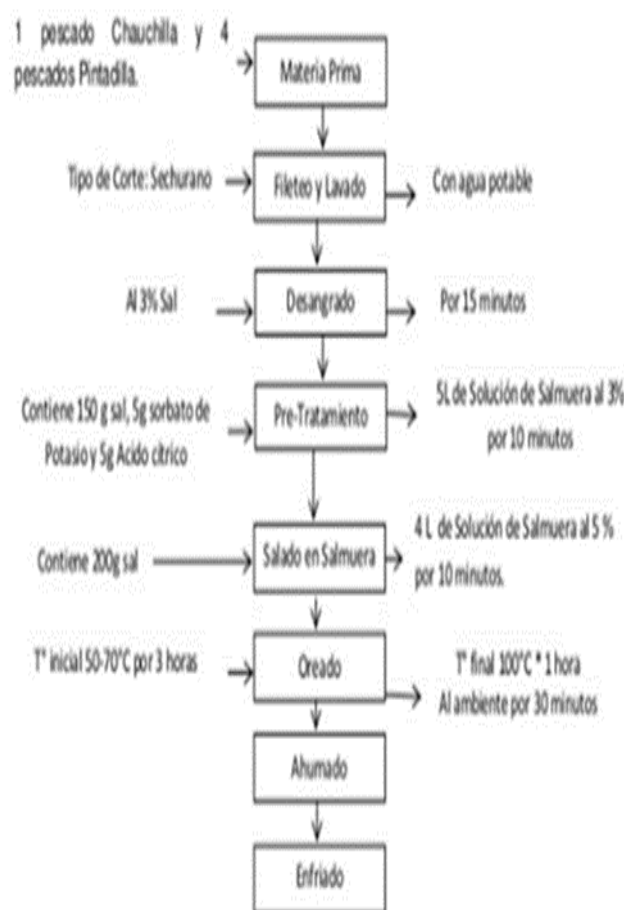 1 pescado Chauchilla y 4
pescados Pintadilla.
Materia Prima
Tipo de Corte: Sechurano
Fileteo y Lavado
Con agua potable
Al 3% Sal
Desangrado
Por 15 minutos
Contiene 150 g sal, 5g sorbato de
Potasio y 5g Acido cítrico
Pre-Tratamiento
5L de Solución de Salmuera al 3%
por 10 minutos
Contiene 200g sal
Salado en Salmuera
4 L de Solución de Salmuera al 5 %
por 10 minutos.
T° inicial 50-70°C por 3 horas
Oreado
T° final 100°C * 1 hora
Al ambiente por 30 minutos
Ahumado
Enfriado